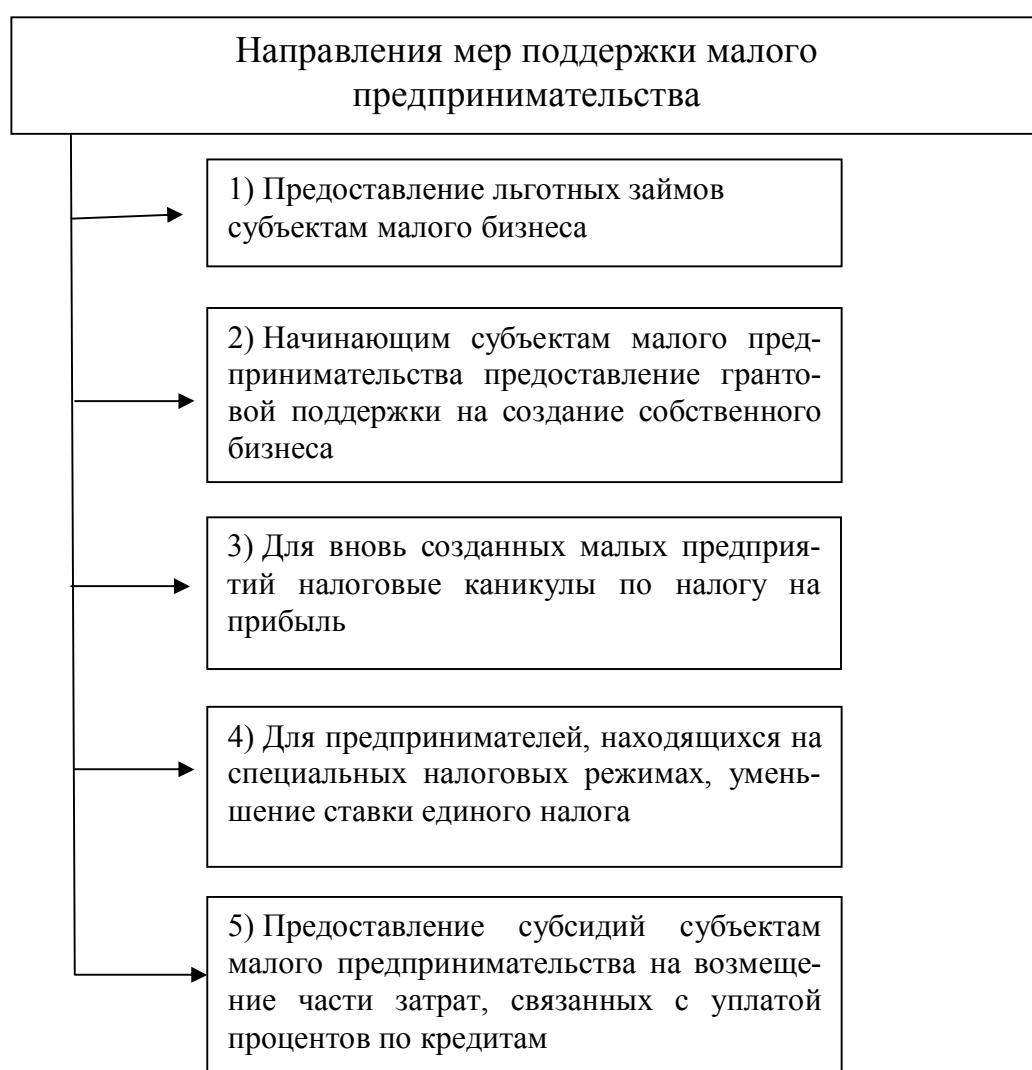 Направления мер поддержки малого
предпринимательства
1) Предоставление льготных займов
субъектам малого бизнеса
2) Начинающим субъектам малого пред-
принимательства предоставление гранто-
вой поддержки на создание собственного
бизнеса
3) Для вновь созданных малых предприя-
тий налоговые каникулы по налогу на
прибыль
4) Для предпринимателей, находящихся на
специальных налоговых режимах, умень-
шение ставки единого налога
5) Предоставление субсидий субъектам
малого предпринимательства на возмеще-
ние части затрат, связанных с уплатой
процентов по кредитам